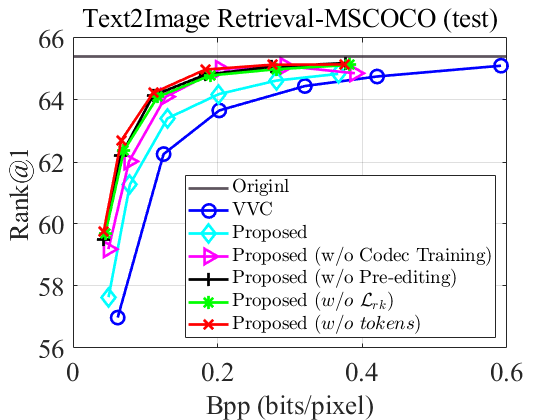 Text2Image Retrieval-MSCOCO (test)
66
64
62
60
58
56
Rank@1
Originl
VVC
Proposed
Proposed (w/o Codec Training)
Proposed (w/o Pre-editing)
Proposed (w/o ℒrk)
Proposed (w/o tokens)
0 0.2 0.4 0.6
Bpp (bits/pixel)